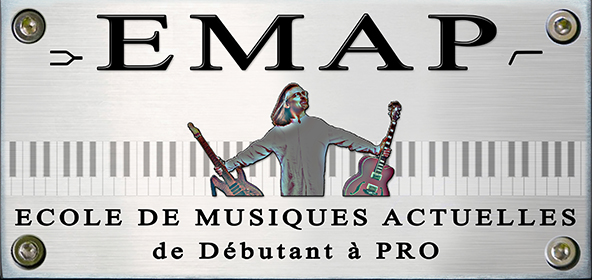 EMAP
ECOLE DE MUSIQUES ACTUELLES
de Débutant à PRO